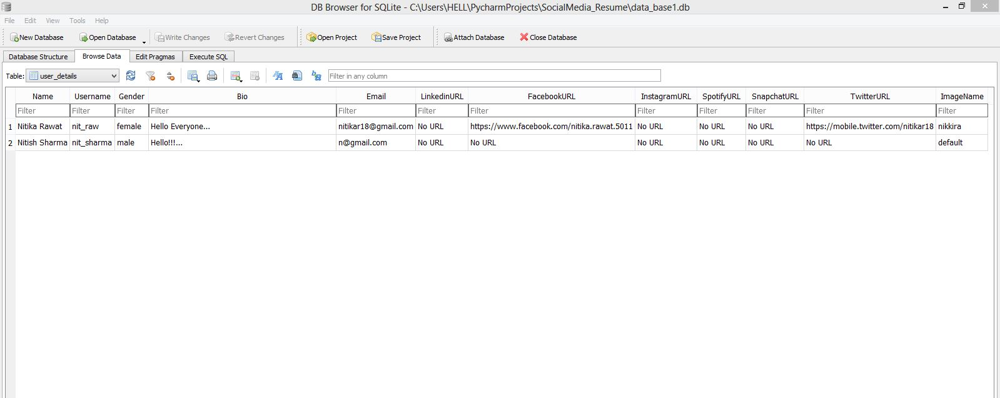 DB Browser for SQLite - C:\Users\HELL\PycharmProjects\SocialMedia_Resume\data_base1.db
File Edit View Tools Help
New Database Open Database Write Changes Revert Changes Open Project Save Project Attach Database Close Database
Database Structure Browse Data Edit Pragmas Execute SQL
Table: user_details Filter in any column
Name Username Gender Bio Email LinkedinURL FacebookURL InstagramURL SpotifyURL SnapchatURL TwitterURL ImageName
Filter Filter Filter Filter Filter Filter Filter Filter Filter Filter Filter Filter
1 Nitika Rawat nit_raw female Hello Everyone... nitikar18@gmail.com No URL https://www.facebook.com/nitika.rawat.5011 No URL No URL No URL https://mobile.twitter.com/nitikar18 nikkira
2 Nitish Sharma nit_sharma male Hello!!!... n@gmail.com No URL No URL No URL No URL No URL No URL default